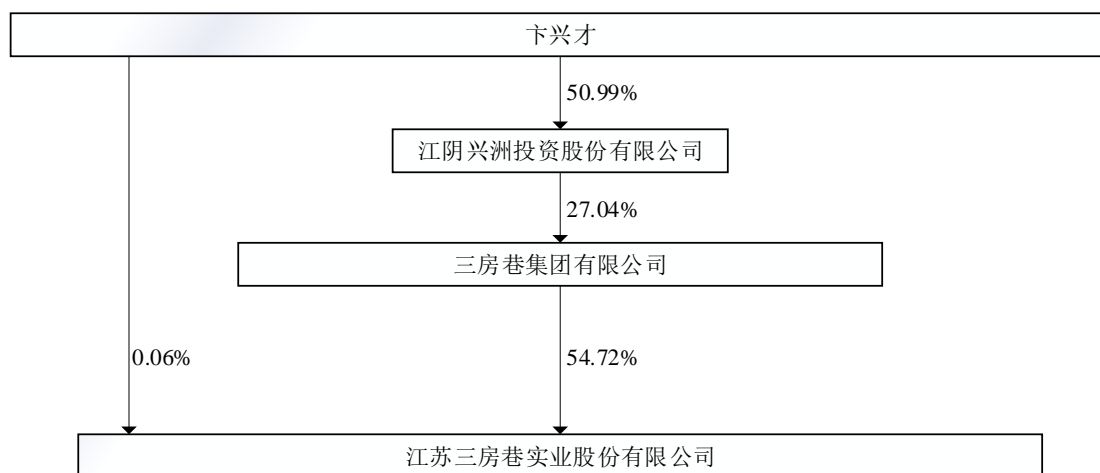 卞兴才
50.99%
江阴兴洲投资股份有限公司
27.04%
三房巷集团有限公司
0.06%
54.72%
江苏三房巷实业股份有限公司